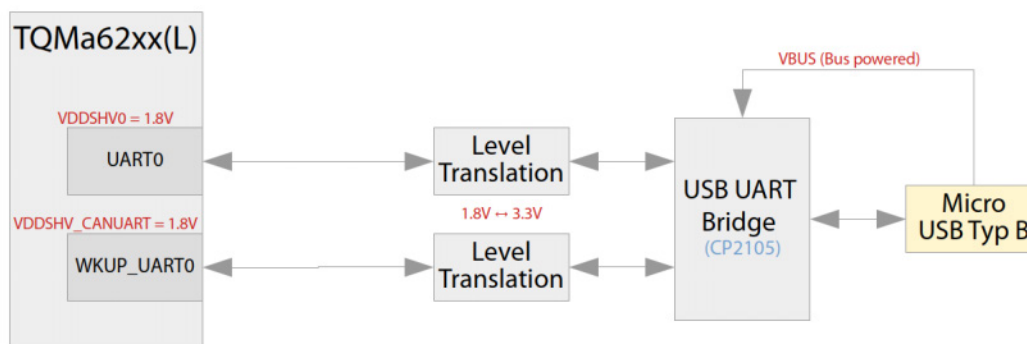 TQMa62xx(L)
VBUS (Bus powered)
VDDSHV0 = 1.8V
UART0
Level
Translation
USB UART
Bridge
(CP2105)
Micro
USB Typ B
VDDSHV_CANUART = 1.8V
1.8V ↔ 3.3V
WKUP_UART0
Level
Translation